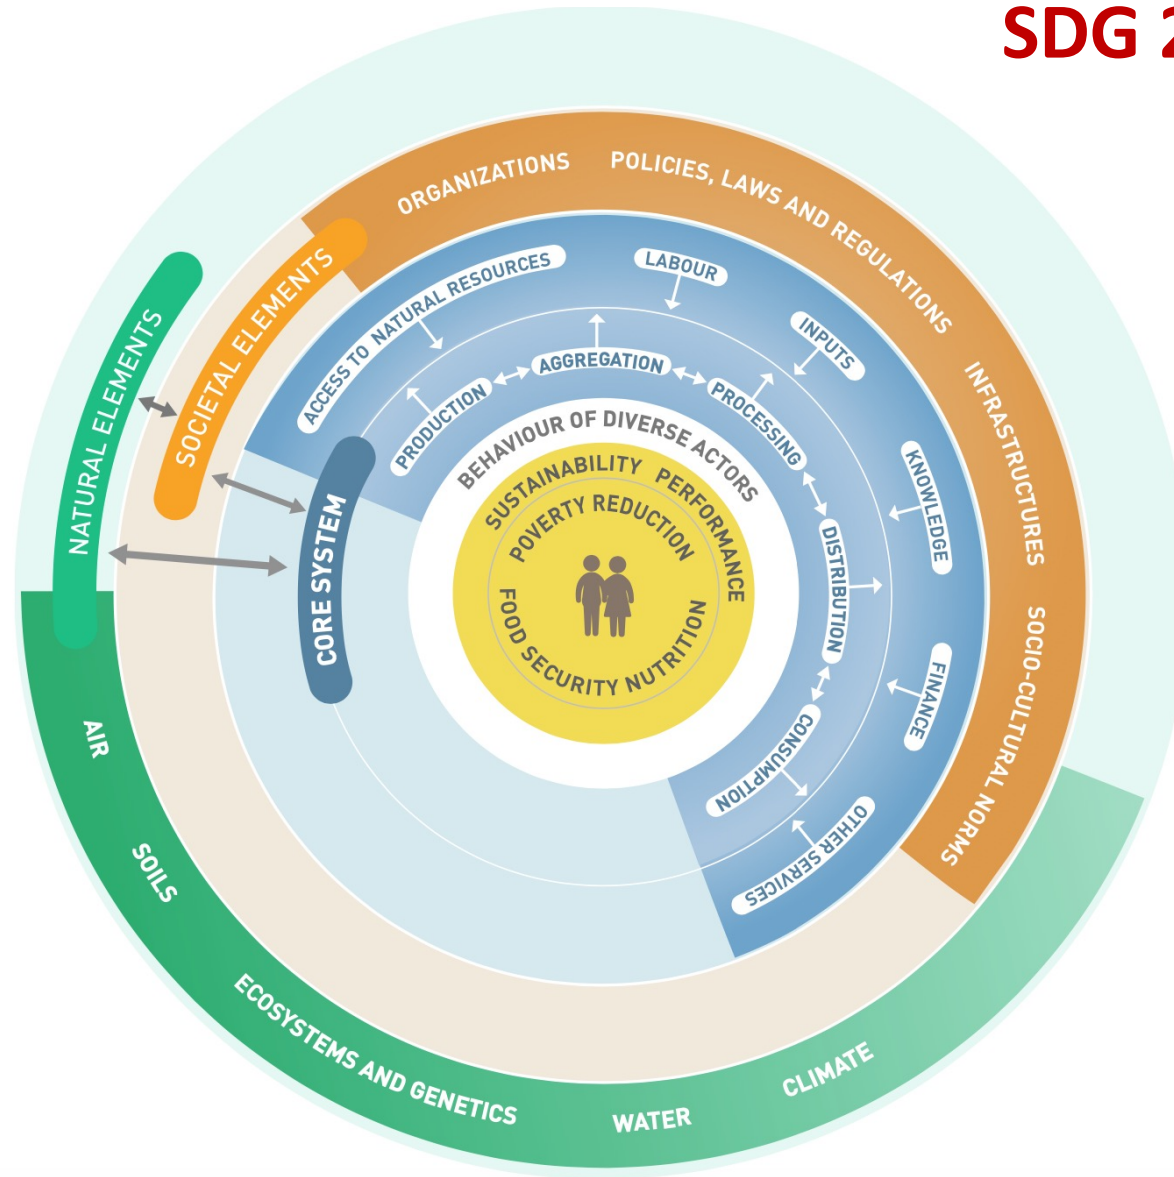 SDG 2
ORGANIZATIONS
POLICIES, LAWS AND REGULATIONS
INFRASTRUCTURES
SOCIO-CULTURAL NORMS
NATURAL ELEMENTS
SOCIETAL ELEMENTS
CORE SYSTEM
ACCESS TO NATURAL RESOURCES
LABOUR
INPUTS
KNOWLEDGE
FINANCE
OTHER SERVICES
PRODUCTION
AGGREGATION
PROCESSING
DISTRIBUTION
CONSUMPTION
BEHAVIOUR OF DIVERSE ACTORS
SUSTAINABILITY PERFORMANCE
POVERTY REDUCTION
FOOD SECURITY NUTRITION
AIR
SOILS
ECOSYSTEMS AND GENETICS
WATER
CLIMATE